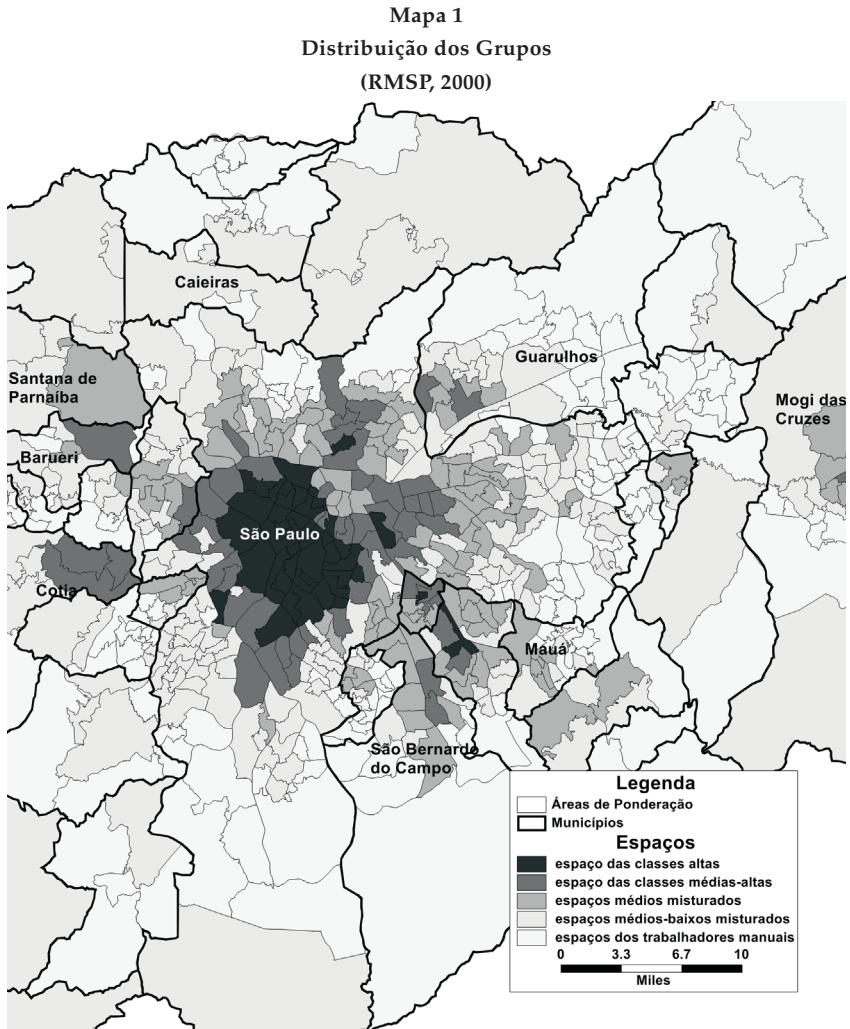 Mapa 1
Distribuição dos Grupos
(RMSP, 2000)
Caieiras
Guarulhos
Santana de
Parnaíba
Mogi das
Cruzes
Barueri
São Paulo
Cotia
Mauá
São Bernardo
do Campo
Legenda
Áreas de Ponderação
Municípios
Espaços
espaço das classes altas
espaço das classes médias-altas
espaços médios misturados
espaços médios-baixos misturados
espaços dos trabalhadores manuais
0 3.3 6.7 10
Miles